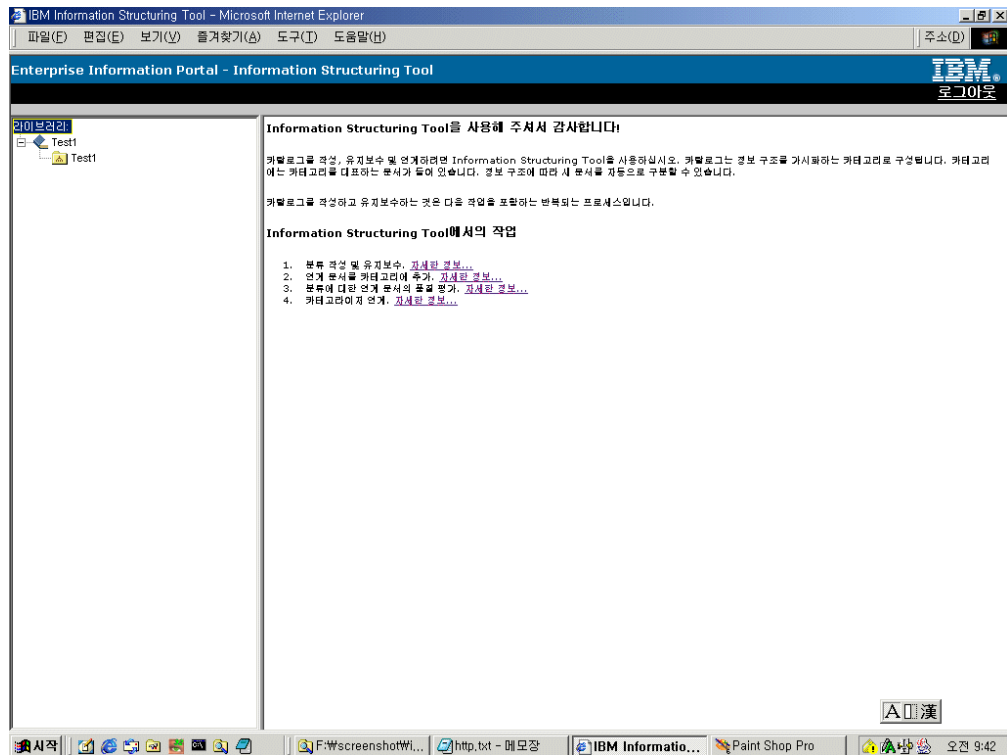 IBM Information Structuring Tool - Microsoft Internet Explorer
파일(F) 편집(E) 보기(V) 즐겨찾기(A) 도구(T) 도움말(H) 주소(D)
Enterprise Information Portal - Information Structuring Tool
IBM
로그아웃
라이브러리:
Test1
Test1
Information Structuring Tool을 사용해 주셔서 감사합니다!
카탈로그를 작성, 유지보수 및 연계하려면 Information Structuring Tool을 사용하십시오. 카탈로그는 정보 구조를 가시화하는 카테고리로 구성됩니다. 카테고리
에는 카테고리를 대표하는 문서가 들어 있습니다. 정보 구조에 따라 새 문서를 자동으로 구분할 수 있습니다.
카탈로그를 작성하고 유지보수하는 것은 다음 작업을 포함하는 반복되는 프로세스입니다.
Information Structuring Tool에서의 작업
1. 분류 작성 및 유지보수. 자세한 정보...
2. 연계 문서를 카테고리에 추가. 자세한 정보...
3. 분류에 대한 연계 문서의 품질 평가. 자세한 정보...
4. 카테고라이저 연계. 자세한 정보...
A 漢
시작 F:₩screenshot₩i... http.txt - 메모장 IBM Informatio... Paint Shop Pro 오전 9:42